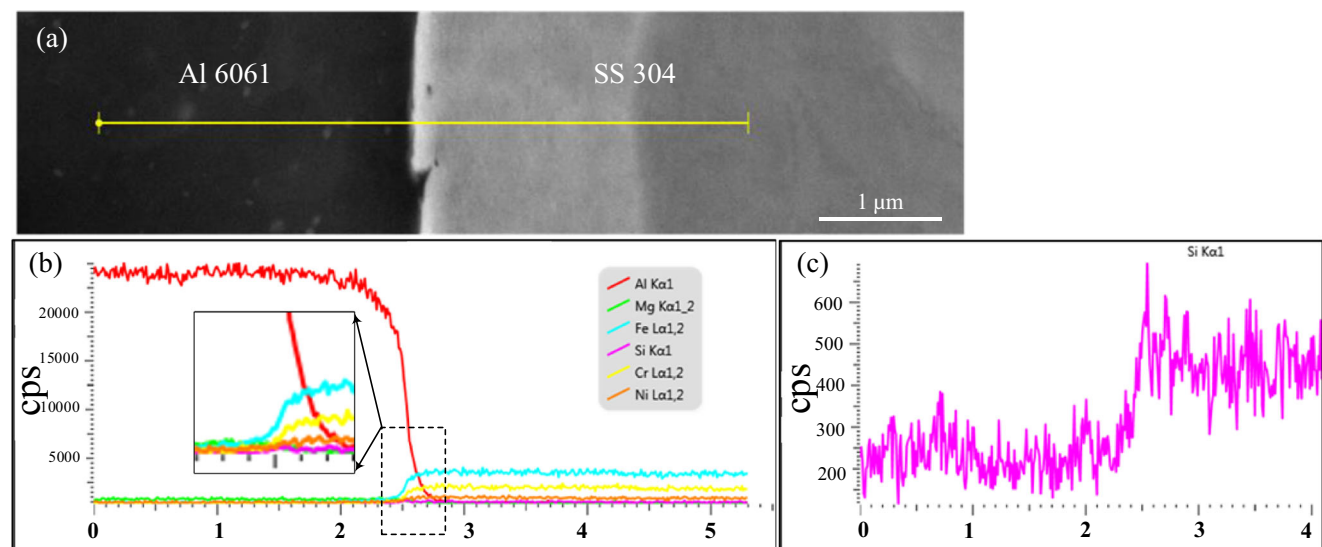 (a)
Al 6061
SS 304
1 μm
(b)
cps
20000
15000
10000
5000
0
1
2
3
4
5
Al Kα1
Mg Kα1_2
Fe Lα1,2
Si Kα1
Cr Lα1,2
Ni Lα1,2
(c)
Si Kα1
cps
600
500
400
300
200
0
1
2
3
4